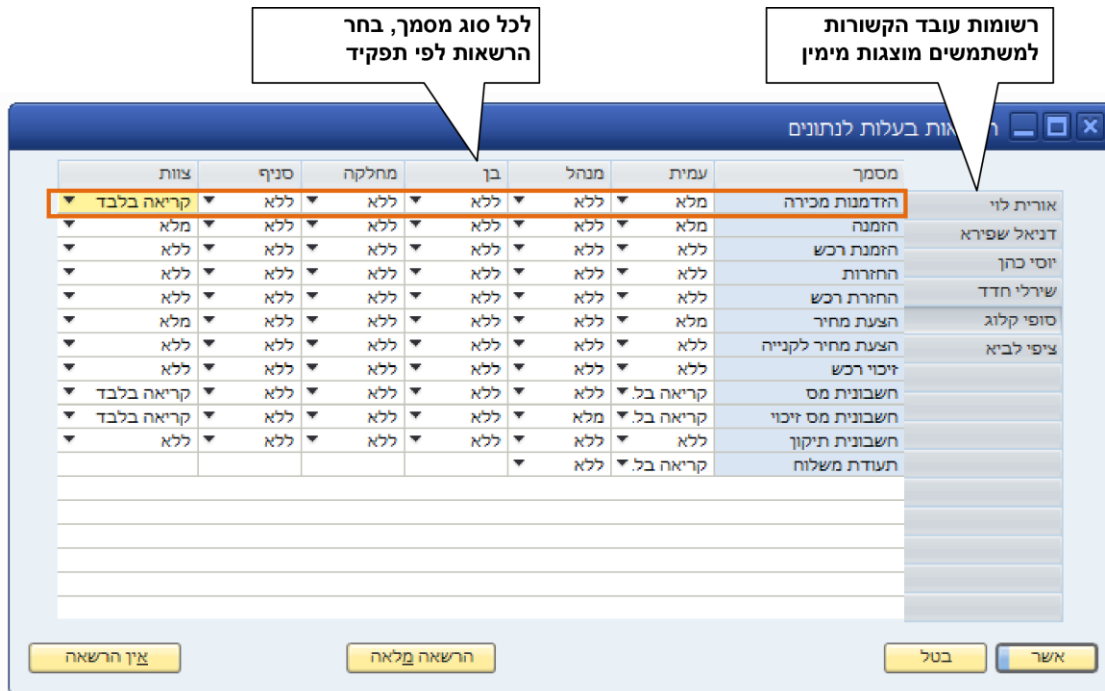 רשומות עובד הקשורות
למשתמשים מוצגות מימין
לכל סוג מסמך, בחר
הרשאות לפי תפקיד
בעלות לנתונים
מסמך עמית מנהל בן מחלקה סניף צוות
הזדמנות מכירה מלא ללא ללא ללא ללא קריאה בלבד
הזמנה מלא ללא ללא ללא ללא מלא
הזמנת רכש ללא ללא ללא ללא ללא ללא
החזרות ללא ללא ללא ללא ללא ללא
החזרת רכש ללא ללא ללא ללא ללא ללא
הצעת מחיר מלא ללא ללא ללא ללא מלא
הצעת מחיר לקנייה ללא ללא ללא ללא ללא ללא
זיכוי רכש ללא ללא ללא ללא ללא ללא
חשבונית מס קריאה בל. ללא ללא ללא ללא קריאה בלבד
חשבונית מס זיכוי קריאה בל. מלא ללא ללא ללא קריאה בלבד
חשבונית תיקון ללא ללא ללא ללא ללא ללא
תעודת משלוח קריאה בל. ללא
אורית לוי
דניאל שפירא
יוסי כהן
שירלי חדד
סופי קלוג
ציפי לביא
אשר בטל הרשאה מלאה אין הרשאה